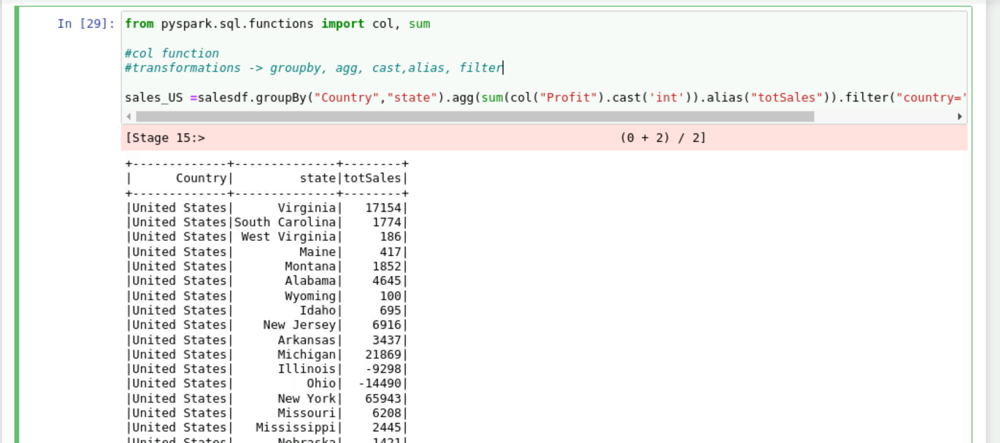 In [29]: from pyspark.sql.functions import col, sum
#col function
#transformations -> groupby, agg, cast,alias, filter
sales_US =salesdf.groupBy("Country","state").agg(sum(col("Profit").cast('int')).alias("totSales")).filter("country='
[Stage 15:>                                                          (0 + 2) / 2]
+-------------+--------------+--------+
|      Country|         state|totSales|
+-------------+--------------+--------+
|United States|      Virginia|   17154|
|United States|South Carolina|    1774|
|United States| West Virginia|     186|
|United States|         Maine|     417|
|United States|       Montana|    1852|
|United States|       Alabama|    4645|
|United States|       Wyoming|     100|
|United States|         Idaho|     695|
|United States|    New Jersey|    6916|
|United States|      Arkansas|    3437|
|United States|      Michigan|   21869|
|United States|      Illinois|   -9298|
|United States|          Ohio|  -14490|
|United States|      New York|   65943|
|United States|      Missouri|    6208|
|United States|   Mississippi|    2445|
|United States|      Nebraska|    1421|